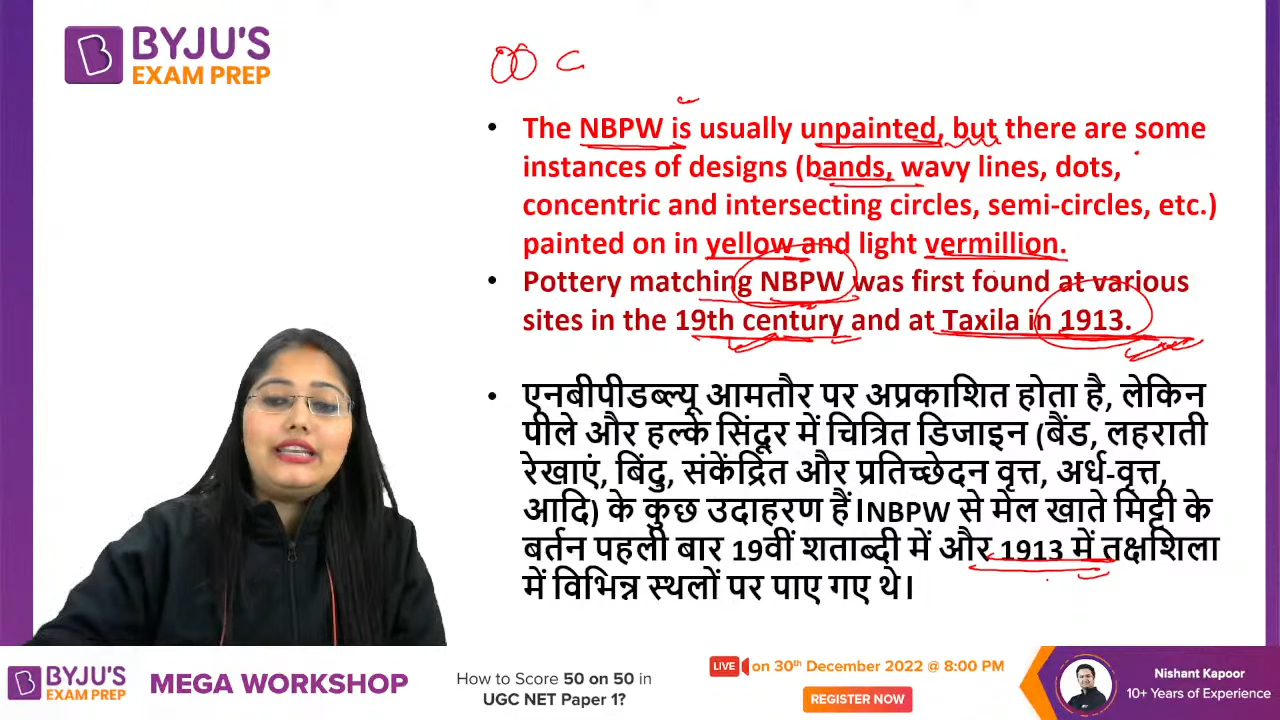 BYJU'S
EXAM PREP
• The NBPW is usually unpainted, but there are some
instances of designs (bands, wavy lines, dots,
concentric and intersecting circles, semi-circles, etc.)
painted on in yellow and light vermillion.
• Pottery matching NBPW was first found at various
sites in the 19th century and at Taxila in 1913.
• एनबीपीडब्ल्यू आमतौर पर अप्रकाशित होता है, लेकिन
पीले और हल्के सिंदूर में चित्रित डिजाइन (बैंड, लहराती
रेखाएं, बिंदु, संकेंद्रित और प्रतिच्छेदन वृत्त, अर्ध-वृत्त,
आदि) के कुछ उदाहरण हैं।NBPW से मेल खाते मिट्टी के
बर्तन पहली बार 19वीं शताब्दी में और 1913 में तक्षशिला
में विभिन्न स्थलों पर पाए गए थे।
BYJU'S
EXAM PREP
MEGA WORKSHOP
How to Score 50 on 50 in
UGC NET Paper 1?
LIVE on 30th December 2022 @ 8:00 PM
REGISTER NOW
Nishant Kapoor
10+ Years of Experience